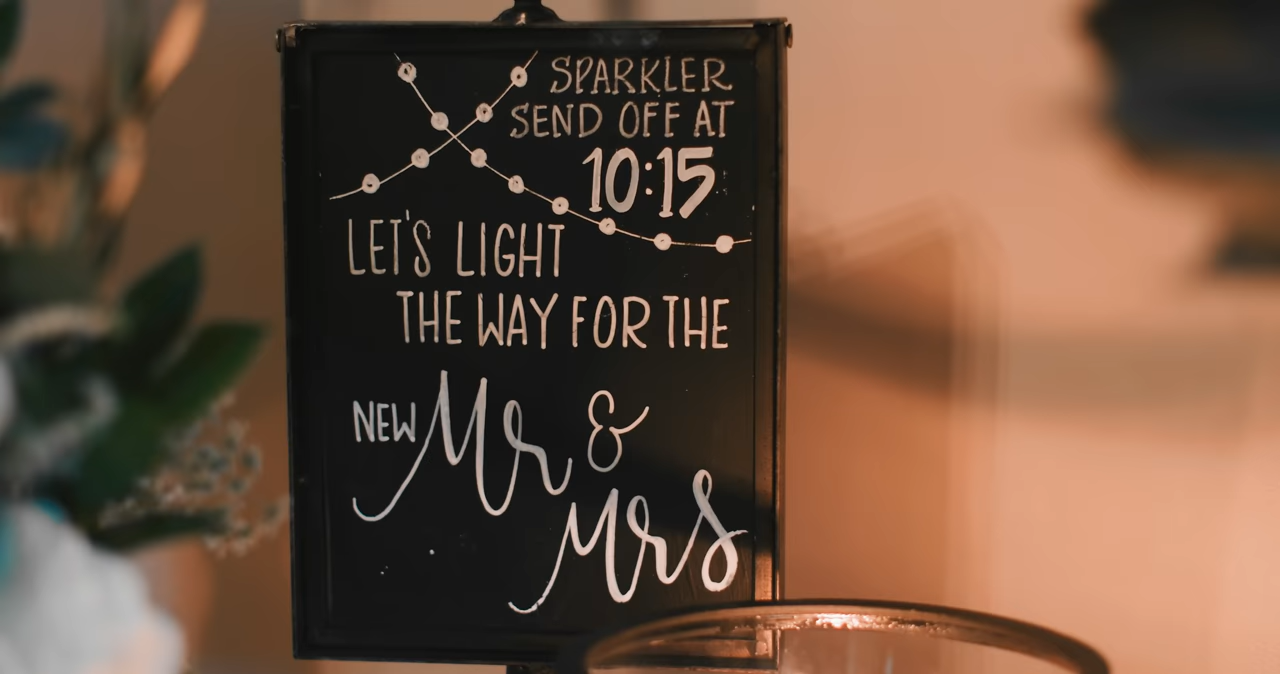 SPARKLER
SEND OFF AT
10:15
LET'S LIGHT
THE WAY FOR THE
NEW Mr &
Mrs